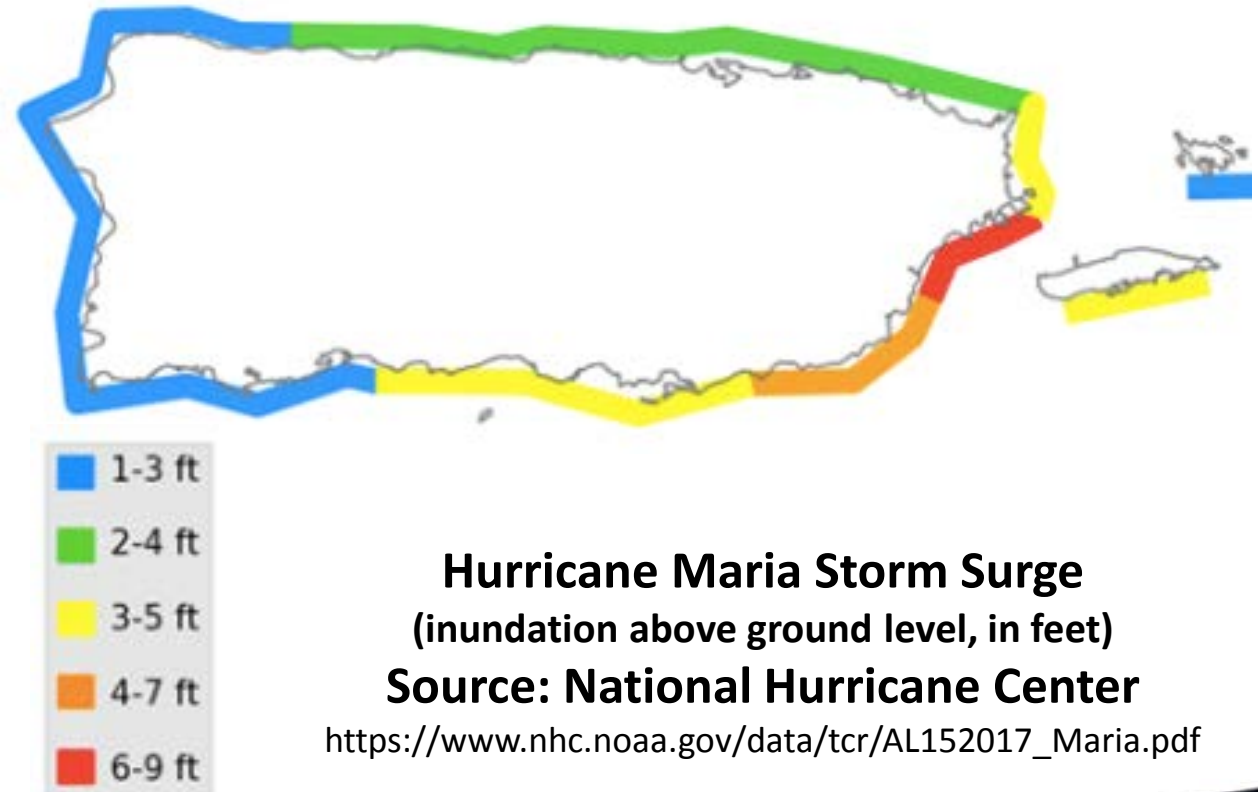 1-3 ft
2-4 ft
3-5 ft
4-7 ft
6-9 ft
Hurricane Maria Storm Surge
(inundation above ground level, in feet)
Source: National Hurricane Center
https://www.nhc.noaa.gov/data/tcr/AL152017_Maria.pdf